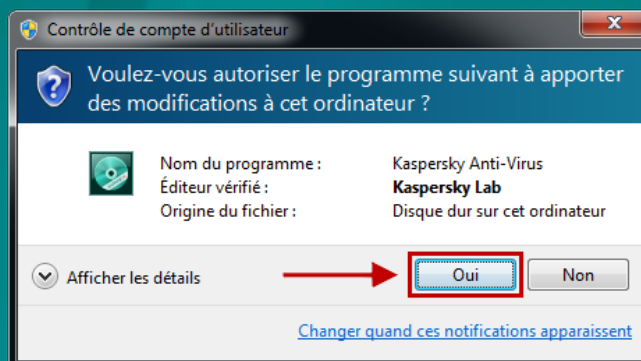 Contrôle de compte d'utilisateur
Voulez-vous autoriser le programme suivant à apporter
des modifications à cet ordinateur ?
Nom du programme : Kaspersky Anti-Virus
Éditeur vérifié : Kaspersky Lab
Origine du fichier : Disque dur sur cet ordinateur
Afficher les détails Oui Non
Changer quand ces notifications apparaissent